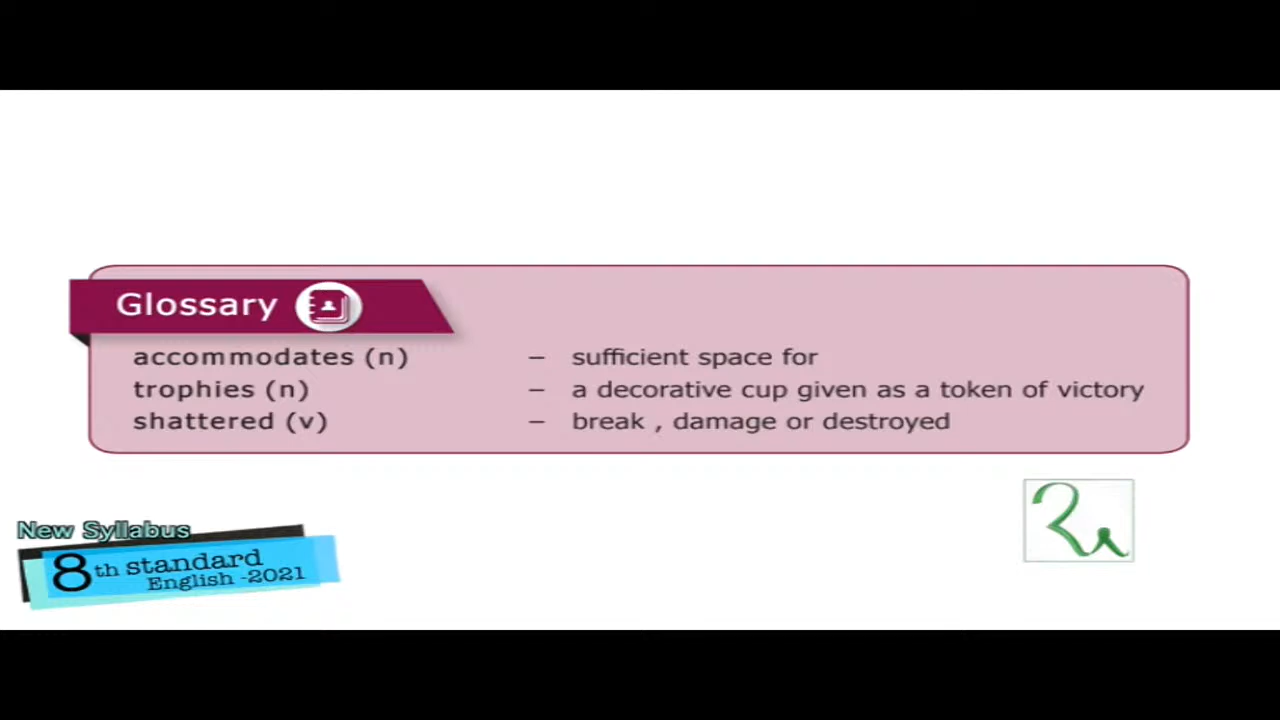 Glossary
accommodates (n) – sufficient space for
trophies (n) – a decorative cup given as a token of victory
shattered (v) – break , damage or destroyed
New Syllabus
8th standard
English -2021